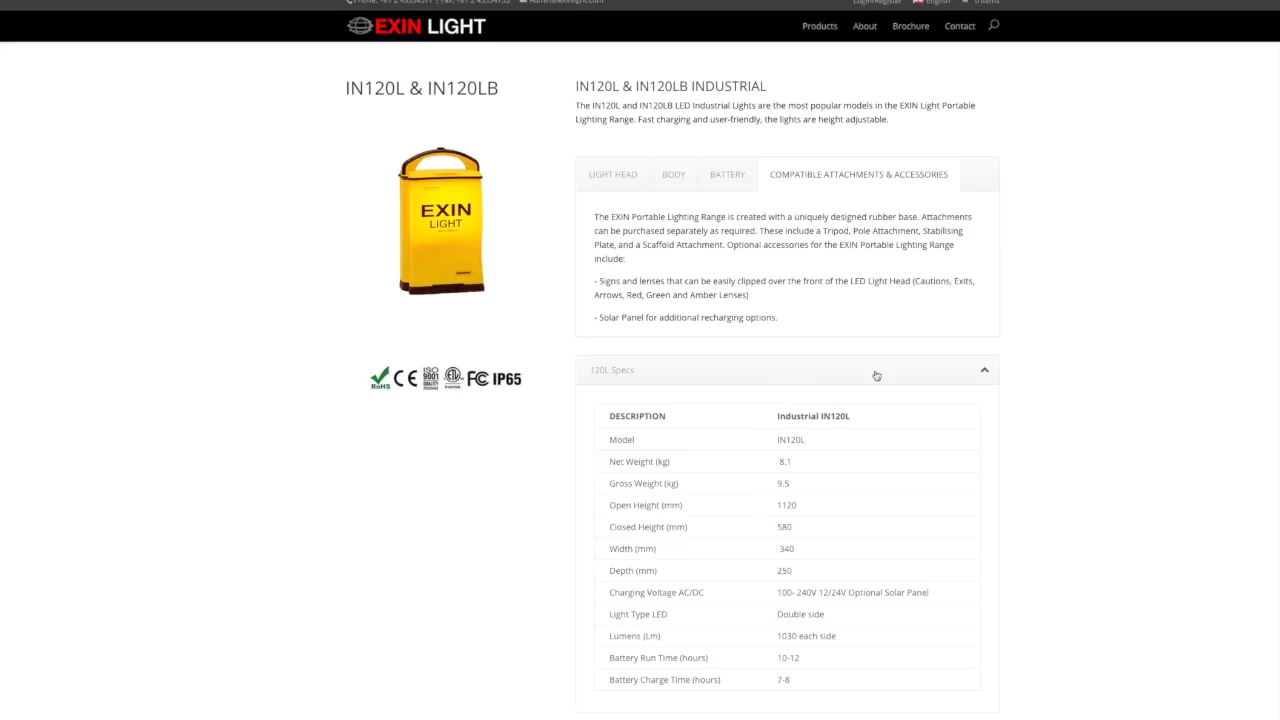 Login/Register
English
0 Items
EXIN LIGHT
Products
About
Brochure
Contact
IN120L & IN120LB
EXIN
LIGHT
RoHS
CE
ISO
9001
QUALITY
FC
IP65
IN120L & IN120LB INDUSTRIAL
The IN120L and IN120LB LED Industrial Lights are the most popular models in the EXIN Light Portable
Lighting Range. Fast charging and user-friendly, the lights are height adjustable.
LIGHT HEAD
BODY
BATTERY
COMPATIBLE ATTACHMENTS & ACCESSORIES
The EXIN Portable Lighting Range is created with a uniquely designed rubber base. Attachments
can be purchased separately as required. These include a Tripod, Pole Attachment, Stabilising
Plate, and a Scaffold Attachment. Optional accessories for the EXIN Portable Lighting Range
include:
- Signs and lenses that can be easily clipped over the front of the LED Light Head (Cautions, Exits,
Arrows, Red, Green and Amber Lenses)
- Solar Panel for additional recharging options.
120L Specs
DESCRIPTION Industrial IN120L
Model IN120L
Net Weight (kg) 8.1
Gross Weight (kg) 9.5
Open Height (mm) 1120
Closed Height (mm) 580
Width (mm) 340
Depth (mm) 250
Charging Voltage AC/DC 100- 240V 12/24V Optional Solar Panel
Light Type LED Double side
Lumens (Lm) 1030 each side
Battery Run Time (hours) 10-12
Battery Charge Time (hours) 7-8